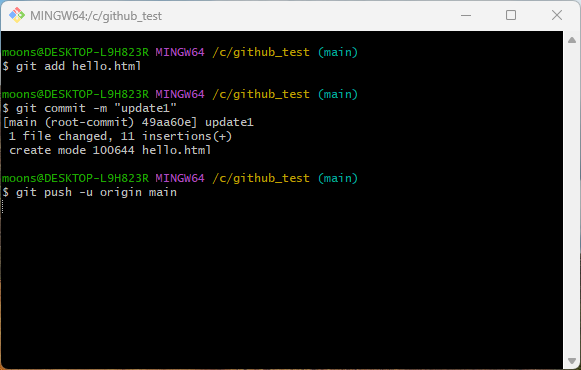 MINGW64:/c/github_test
moons@DESKTOP-L9H823R MINGW64 /c/github_test (main)
$ git add hello.html
moons@DESKTOP-L9H823R MINGW64 /c/github_test (main)
$ git commit -m "update1"
[main (root-commit) 49aa60e] update1
 1 file changed, 11 insertions(+)
 create mode 100644 hello.html
moons@DESKTOP-L9H823R MINGW64 /c/github_test (main)
$ git push -u origin main